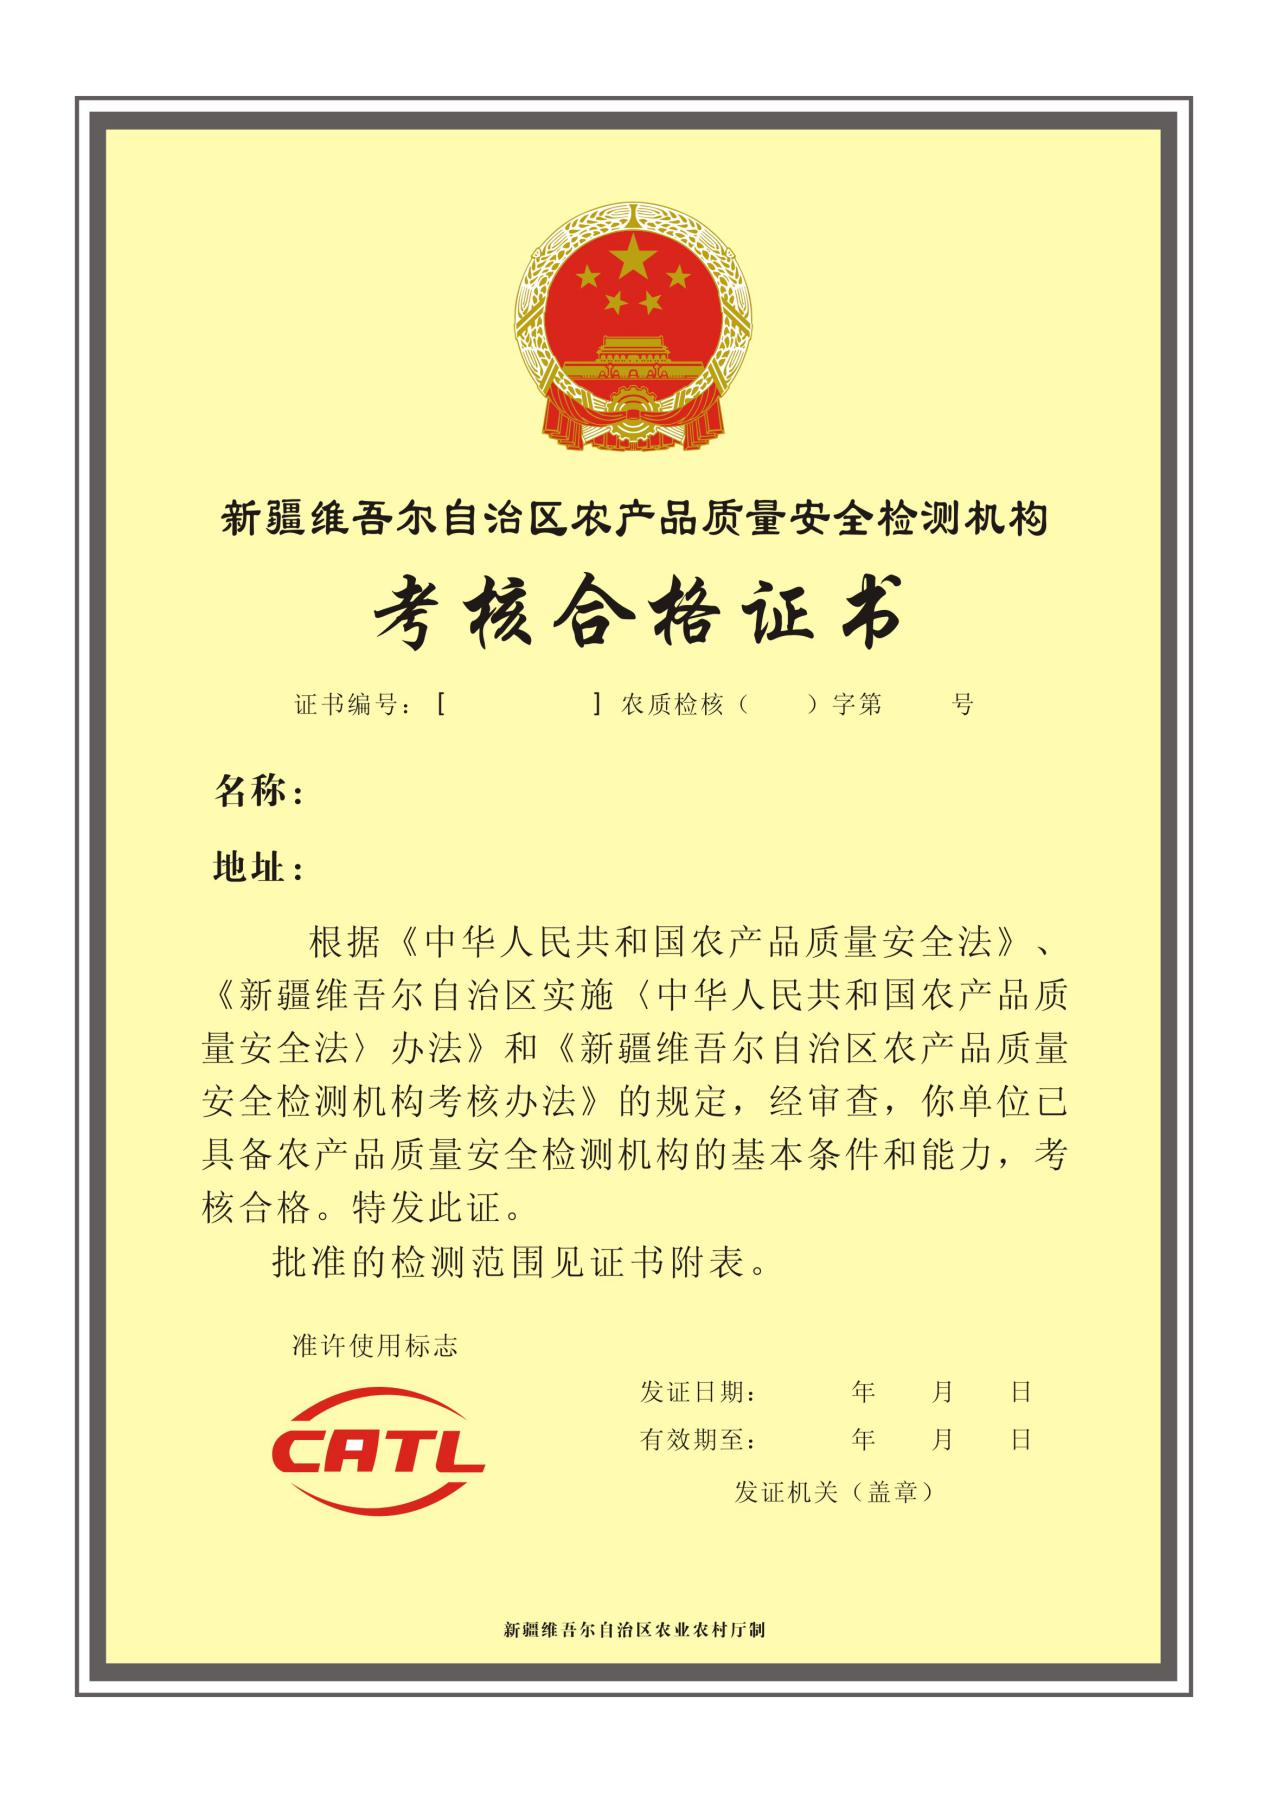 新疆维吾尔自治区农产品质量安全检测机构
考核合格证书
证书编号：[ ] 农质检核（ ）字第 号
名称：
地址：
根据《中华人民共和国农产品质量安全法》、
《新疆维吾尔自治区实施〈中华人民共和国农产品质
量安全法〉办法》和《新疆维吾尔自治区农产品质量
安全检测机构考核办法》的规定，经审查，你单位已
具备农产品质量安全检测机构的基本条件和能力，考
核合格。特发此证。
批准的检测范围见证书附表。
准许使用标志
CATL
发证日期： 年 月 日
有效期至： 年 月 日
发证机关（盖章）
新疆维吾尔自治区农业农村厅制